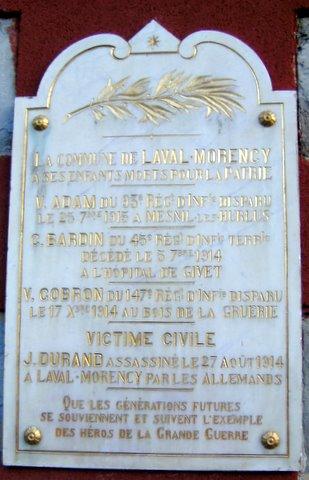 LA COMMUNE DE LAVAL-MORENCY
A SES ENFANTS MORTS POUR LA PATRIE
V. ADAM DU 93E RÉGT D'INFIE DISPARU
LE 25 7BRE 1915 A MESNIL-LES-HURLUS
C. BARDIN DU 45E RÉGT D'INFIE TERRLE
DÉCÉDÉ LE 5 7BRE 1914
A L'HOPITAL DE GIVET
V. COBRON DU 147E RÉGT D'INFIE DISPARU
LE 17 XBRE 1914 AU BOIS DE LA GRUERIE
VICTIME CIVILE
J. DURAND ASSASSINÉ LE 27 AOUT 1914
A LAVAL-MORENCY PAR LES ALLEMANDS
QUE LES GÉNÉRATIONS FUTURES
SE SOUVIENNENT ET SUIVENT L'EXEMPLE
DES HÉROS DE LA GRANDE GUERRE